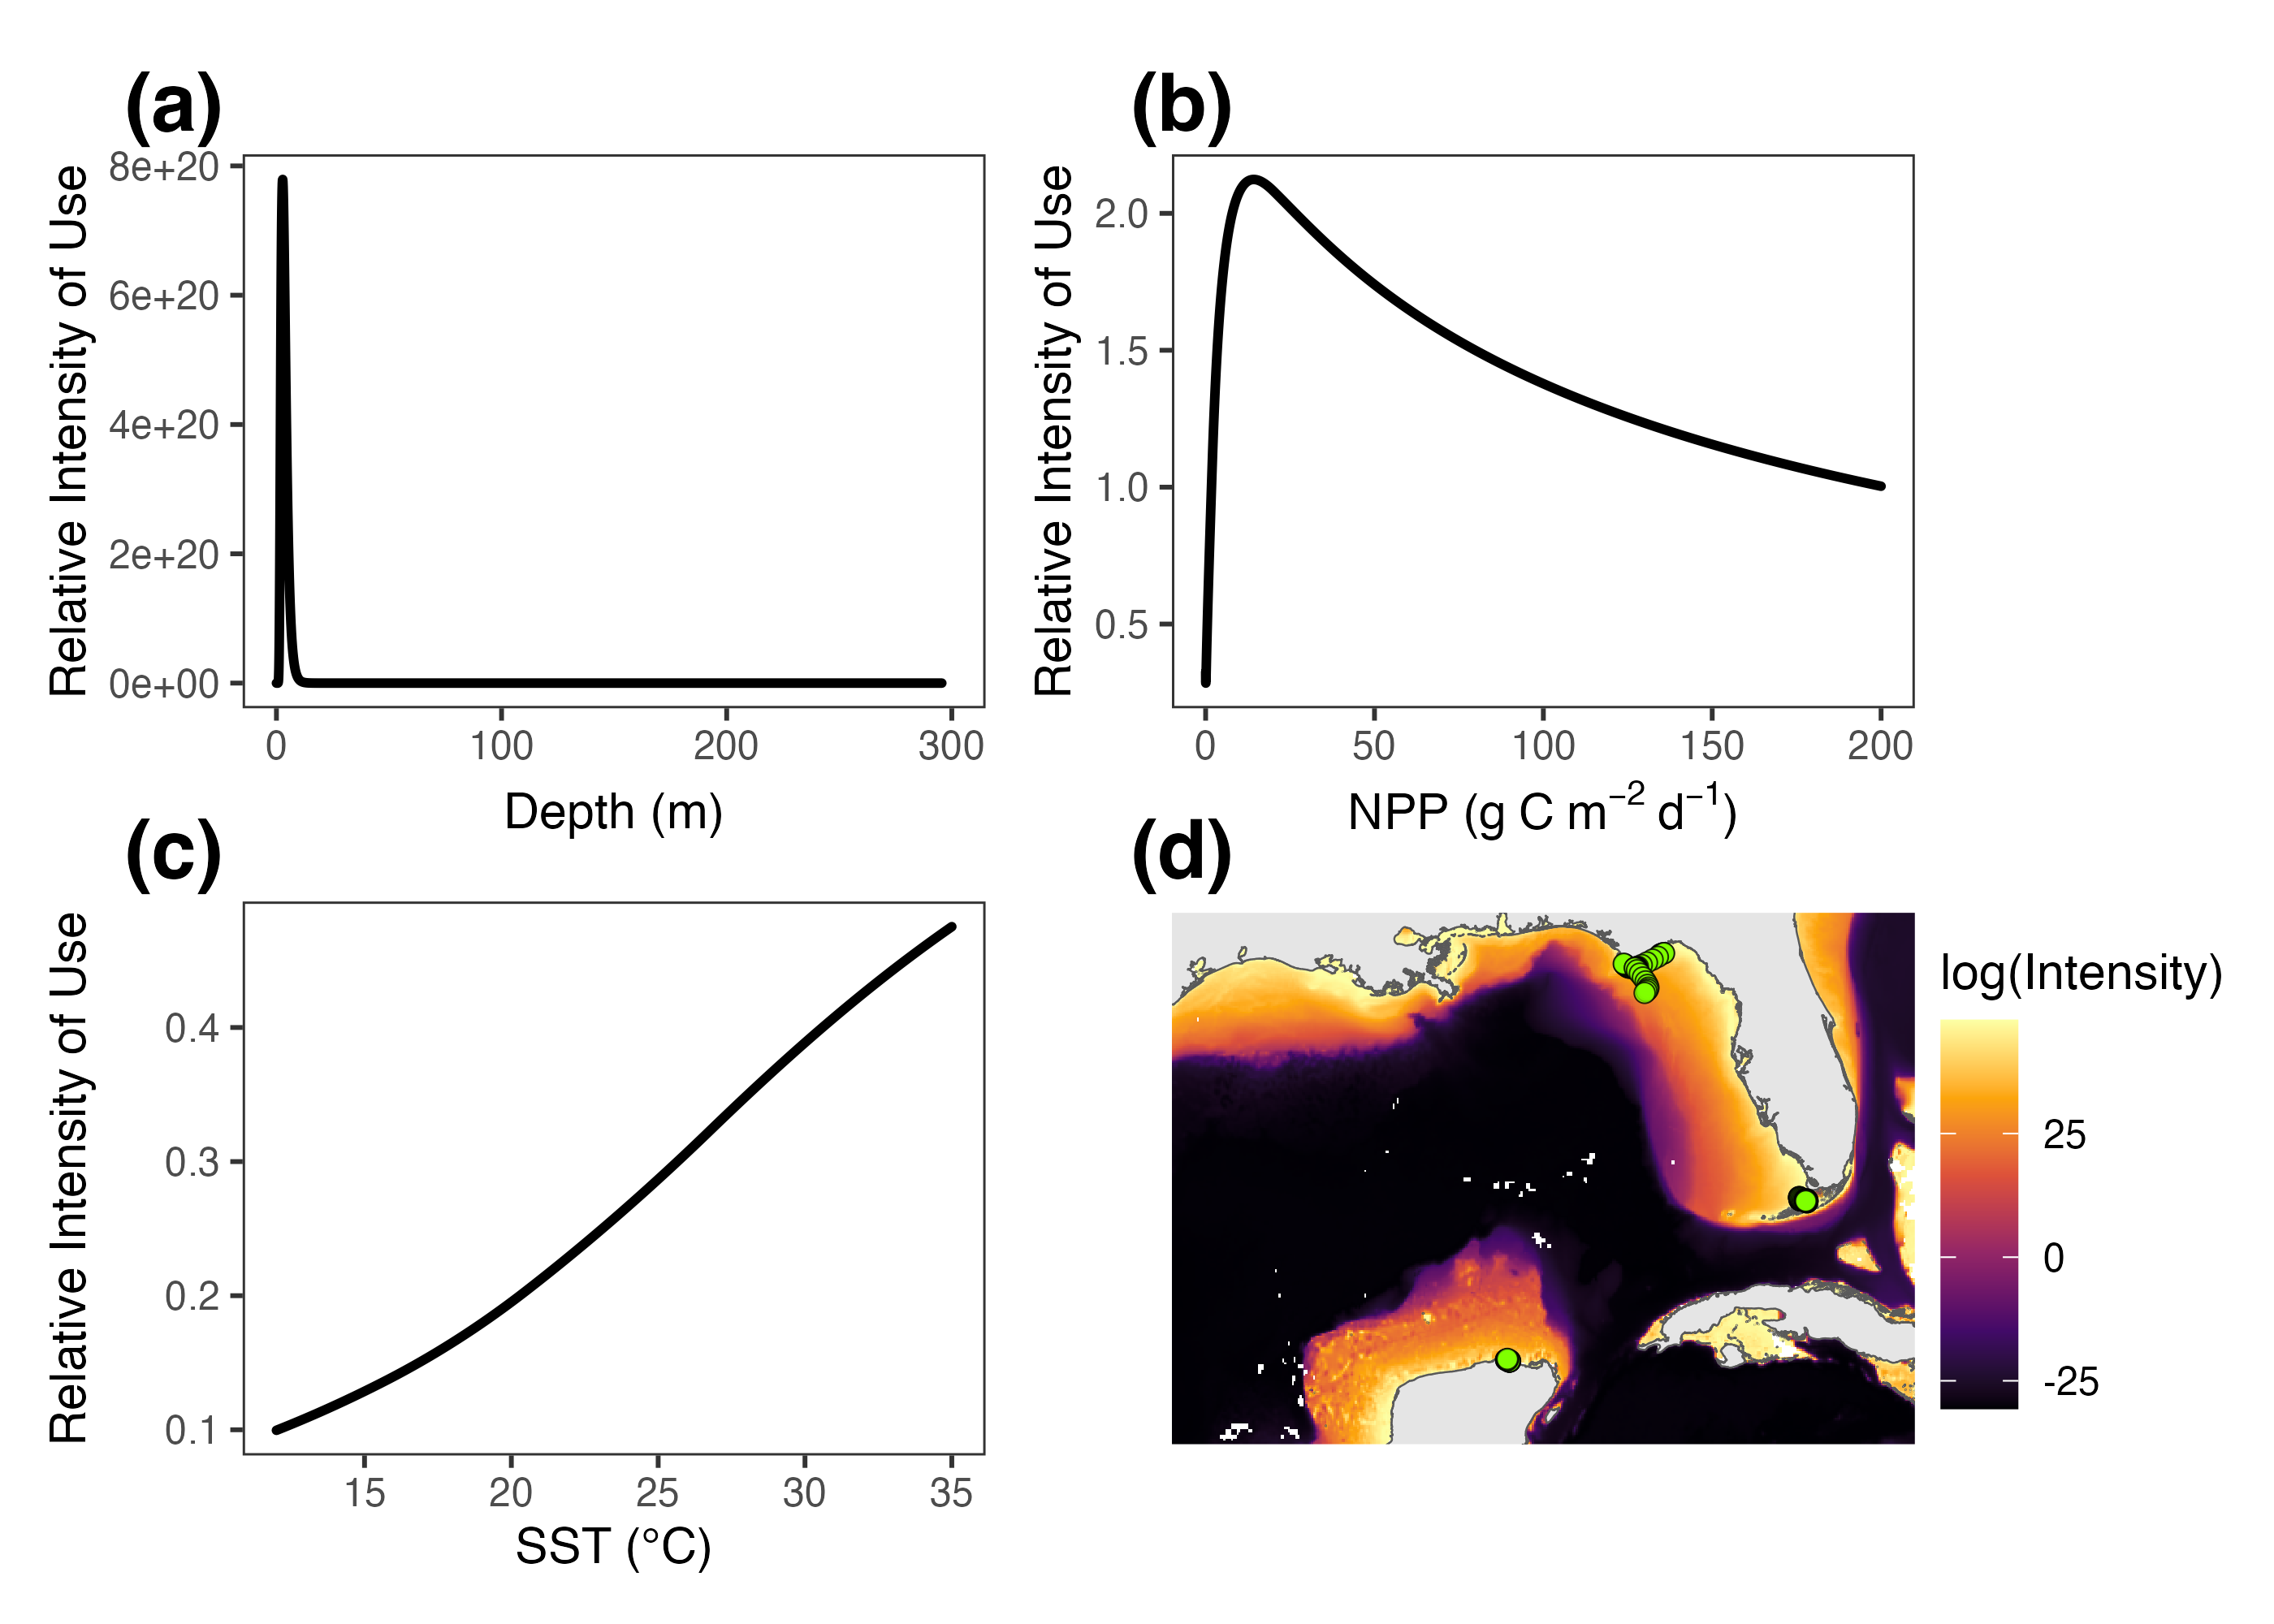 (a)
Relative Intensity of Use
8e+20
6e+20
4e+20
2e+20
0e+00
0 100 200 300
Depth (m)
(b)
Relative Intensity of Use
2.0
1.5
1.0
0.5
0 50 100 150 200
NPP (g C m⁻² d⁻¹)
(c)
Relative Intensity of Use
0.4
0.3
0.2
0.1
15 20 25 30 35
SST (°C)
(d)
log(Intensity)
25
0
-25